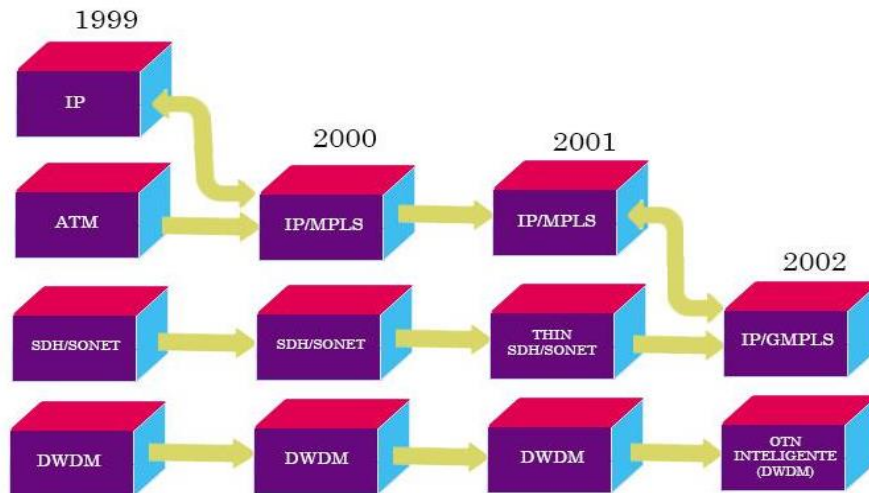 1999
IP
2000
2001
ATM
IP/MPLS
IP/MPLS
2002
SDH/SONET
SDH/SONET
THIN
SDH/SONET
IP/GMPLS
DWDM
DWDM
DWDM
OTN
INTELIGENTE
(DWDM)